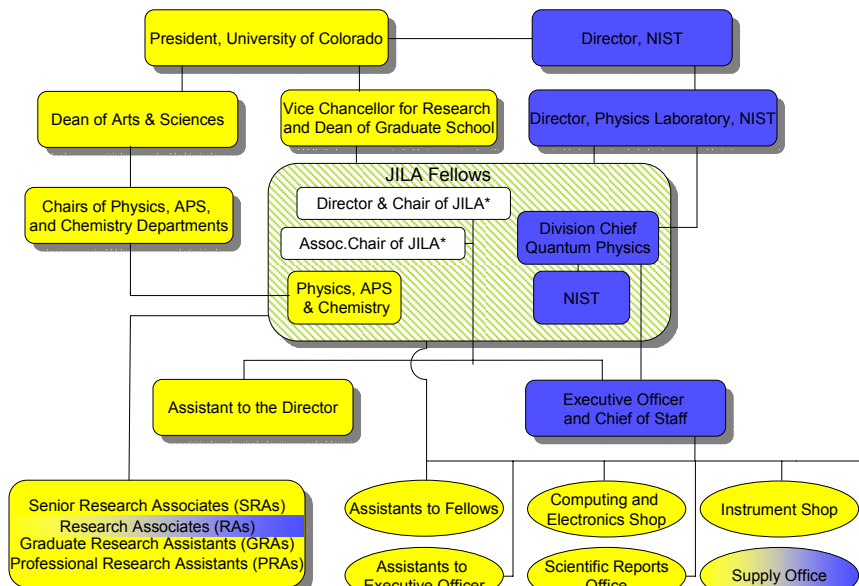 President, University of Colorado
Director, NIST
Dean of Arts & Sciences
Vice Chancellor for Research
and Dean of Graduate School
Director, Physics Laboratory, NIST
JILA Fellows
Chairs of Physics, APS,
and Chemistry Departments
Director & Chair of JILA*
Assoc.Chair of JILA*
Division Chief
Quantum Physics
Physics, APS
& Chemistry
NIST
Assistant to the Director
Executive Officer
and Chief of Staff
Senior Research Associates (SRAs)
Research Associates (RAs)
Graduate Research Assistants (GRAs)
Professional Research Assistants (PRAs)
Assistants to Fellows
Computing and
Electronics Shop
Instrument Shop
Assistants to
Executive Officer
Scientific Reports
Office
Supply Office